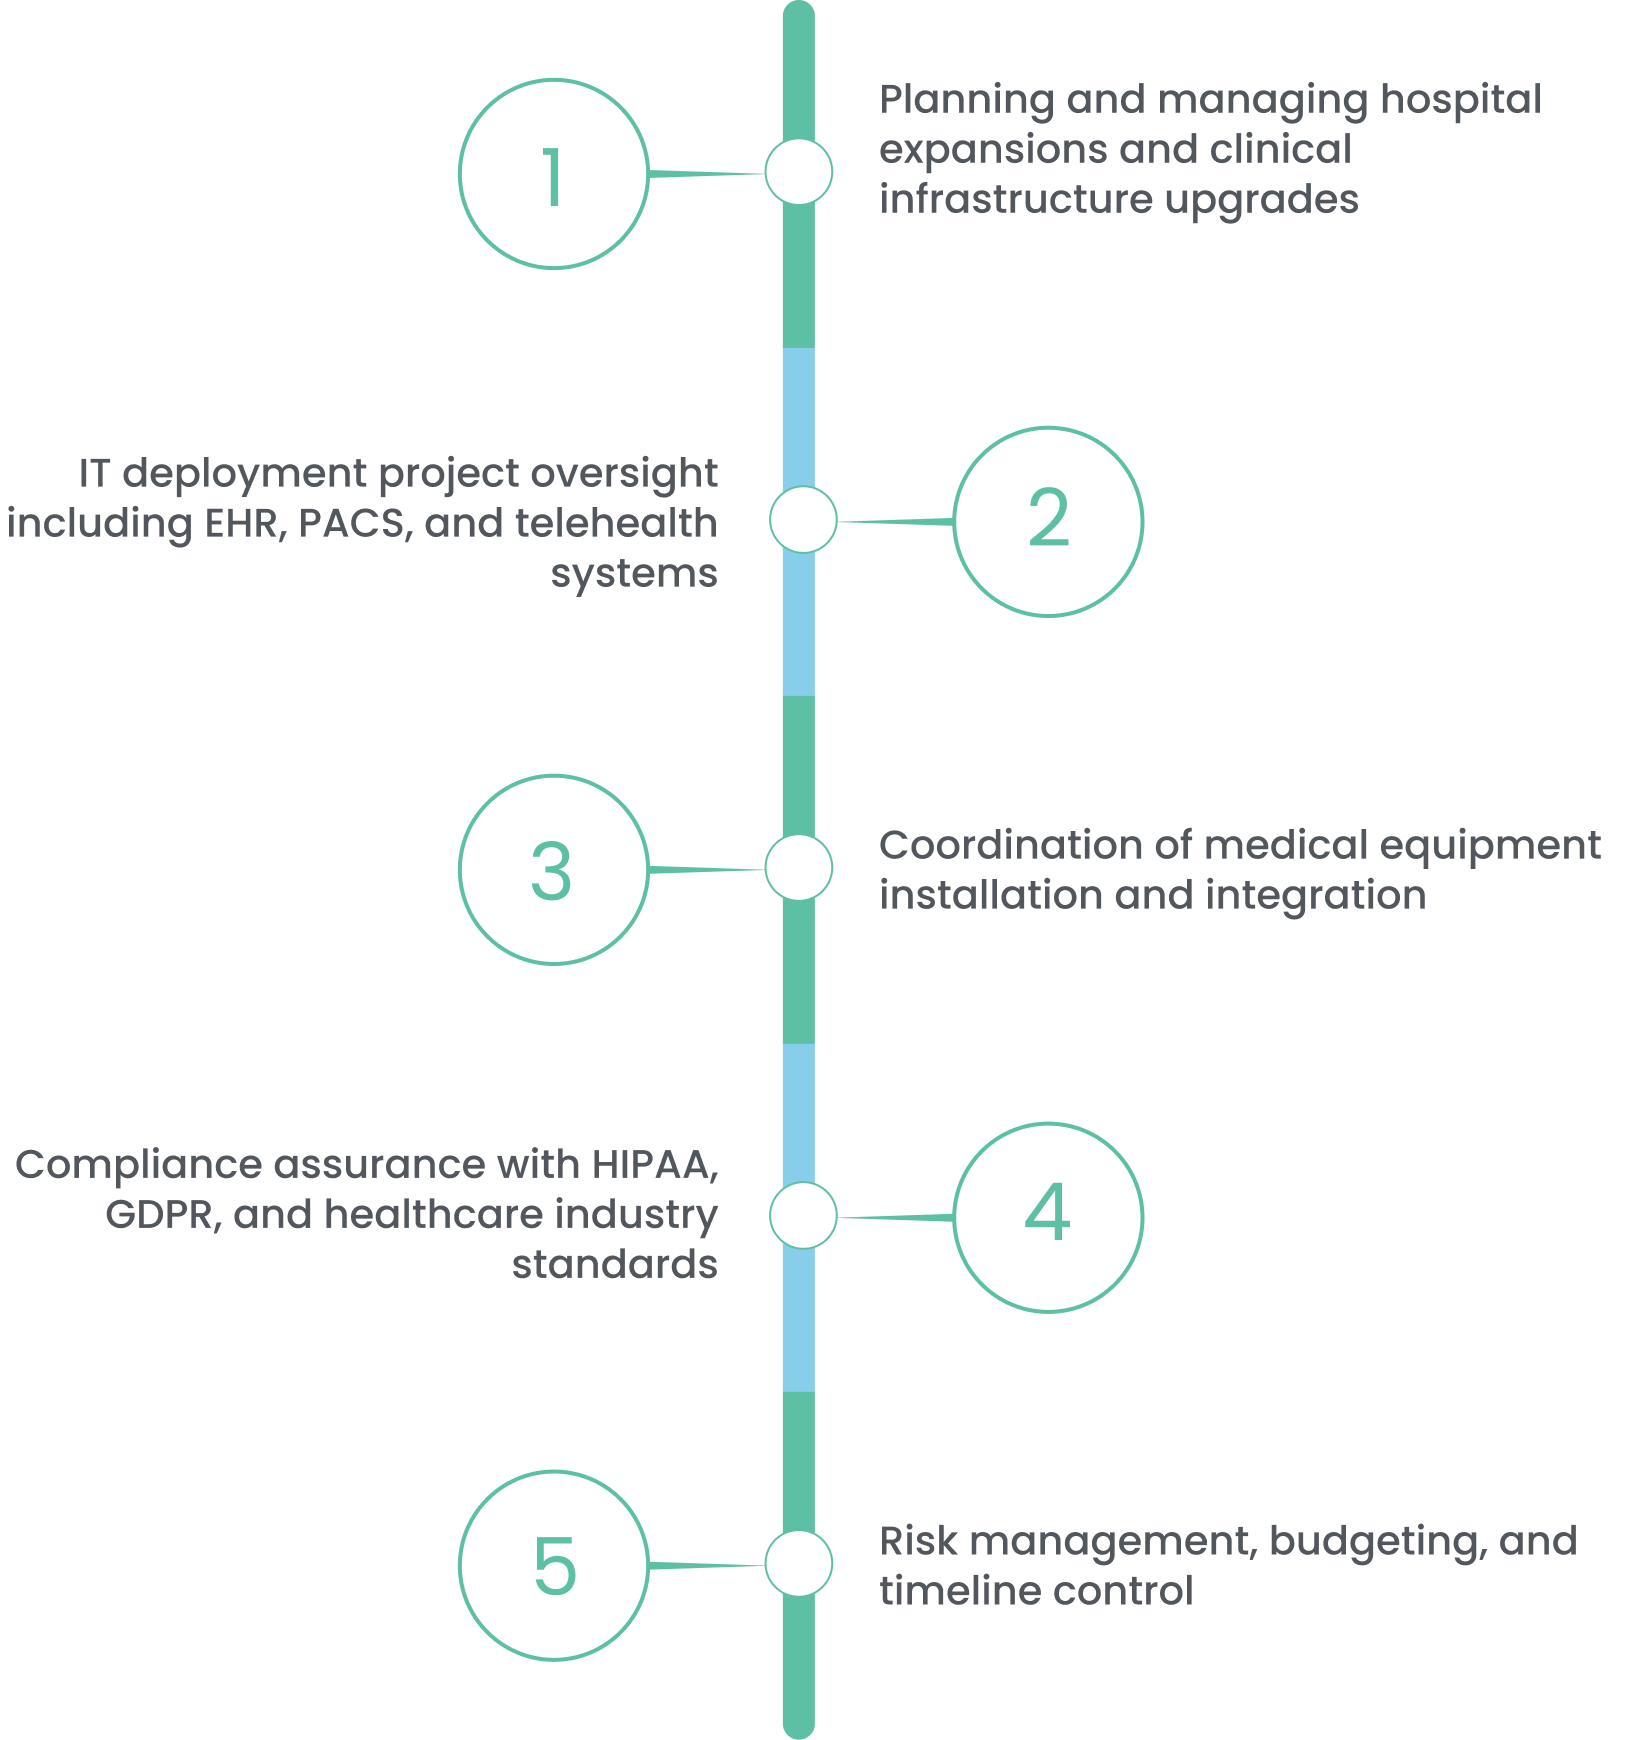 1
Planning and managing hospital
expansions and clinical
infrastructure upgrades
IT deployment project oversight
including EHR, PACS, and telehealth
systems
2
3
Coordination of medical equipment
installation and integration
Compliance assurance with HIPAA,
GDPR, and healthcare industry
standards
4
5
Risk management, budgeting, and
timeline control